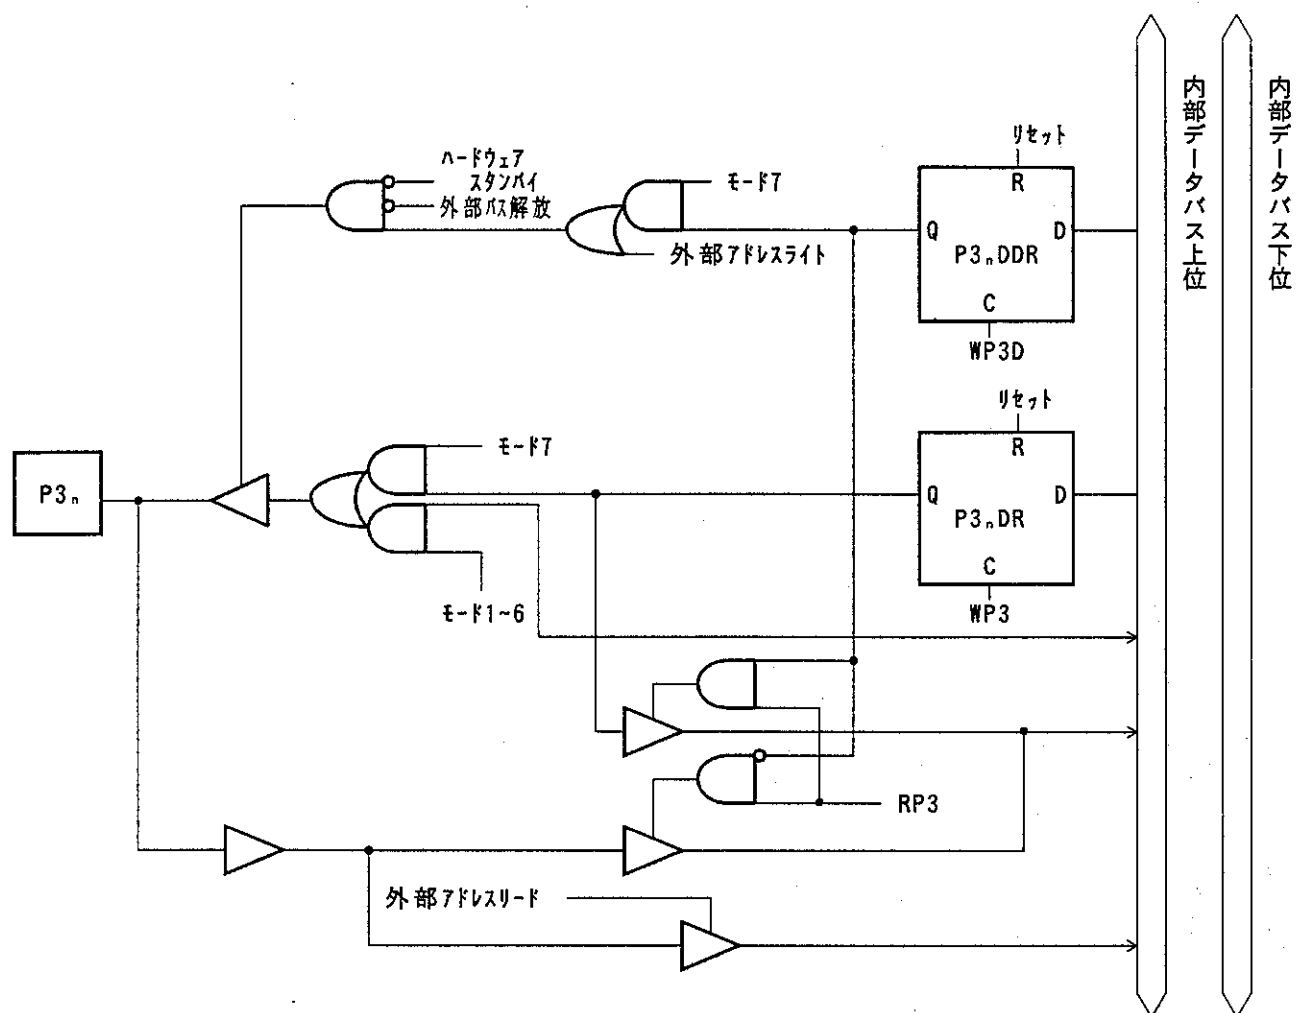 内部データバス上位
内部データバス下位
リセット
R
Q
D
P3nDDR
C
WP3D
ハードウェア
スタンバイ
外部バス解放
モード7
外部アドレスライト
リセット
R
Q
D
P3nDR
C
WP3
モード7
P3n
モード1~6
RP3
外部アドレスリード